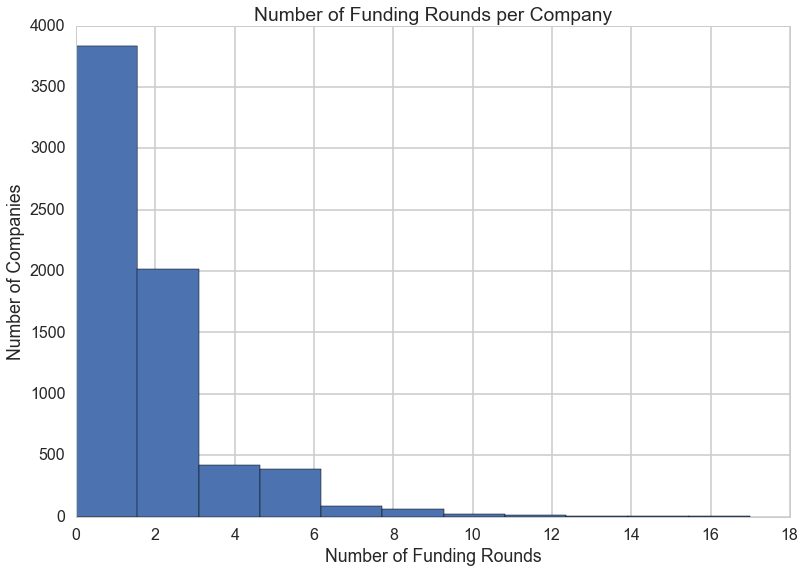 Number of Funding Rounds per Company
4000
3500
3000
2500
2000
1500
1000
500
0
Number of Companies
0 2 4 6 8 10 12 14 16 18
Number of Funding Rounds